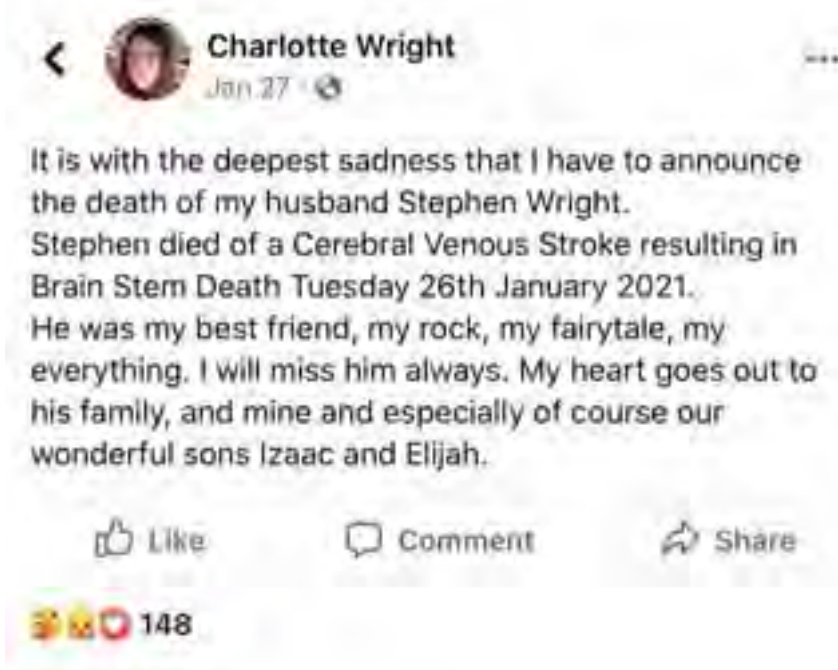 Charlotte Wright
Jan 27
It is with the deepest sadness that I have to announce
the death of my husband Stephen Wright.
Stephen died of a Cerebral Venous Stroke resulting in
Brain Stem Death Tuesday 26th January 2021.
He was my best friend, my rock, my fairytale, my
everything. I will miss him always. My heart goes out to
his family, and mine and especially of course our
wonderful sons Izaac and Elijah.
Like Comment Share
148